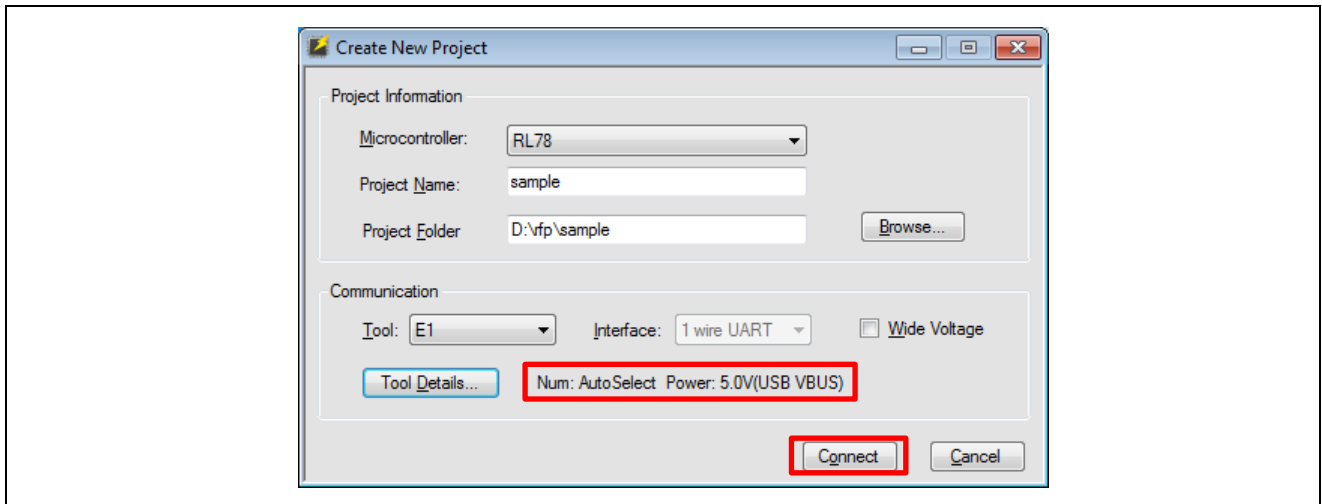 Create New Project
Project Information
Microcontroller: RL78
Project Name: sample
Project Folder D:\rfp\sample Browse...
Communication
Tool: E1 Interface: 1 wire UART Wide Voltage
Tool Details... Num: AutoSelect Power: 5.0V(USB VBUS)
Connect Cancel